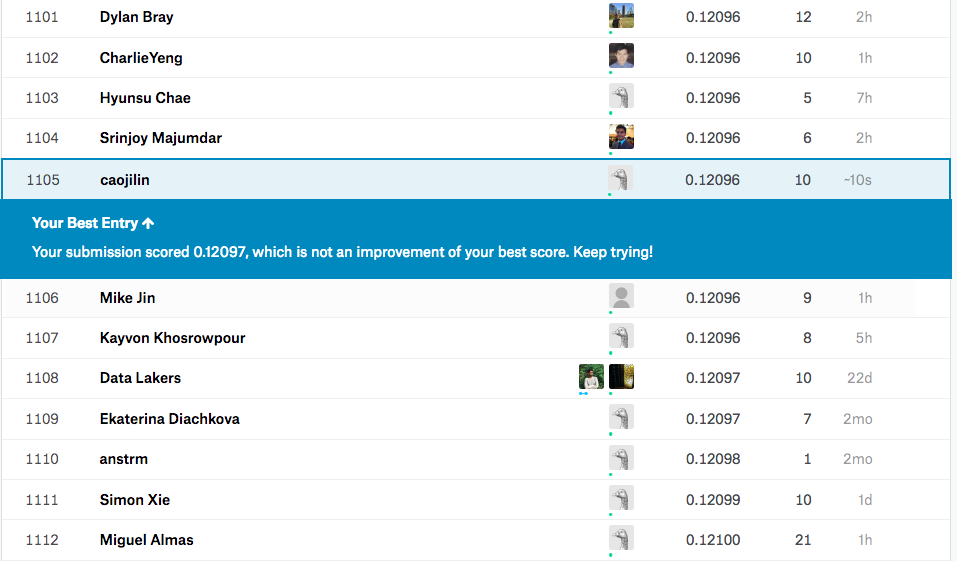 1101 Dylan Bray 0.12096 12 2h
1102 CharlieYeng 0.12096 10 1h
1103 Hyunsu Chae 0.12096 5 7h
1104 Srinjoy Majumdar 0.12096 6 2h
1105 caojilin 0.12096 10 ~10s
Your Best Entry ↑
Your submission scored 0.12097, which is not an improvement of your best score. Keep trying!
1106 Mike Jin 0.12096 9 1h
1107 Kayvon Khosrowpour 0.12096 8 5h
1108 Data Lakers 0.12097 10 22d
1109 Ekaterina Diachkova 0.12097 7 2mo
1110 anstrm 0.12098 1 2mo
1111 Simon Xie 0.12099 10 1d
1112 Miguel Almas 0.12100 21 1h